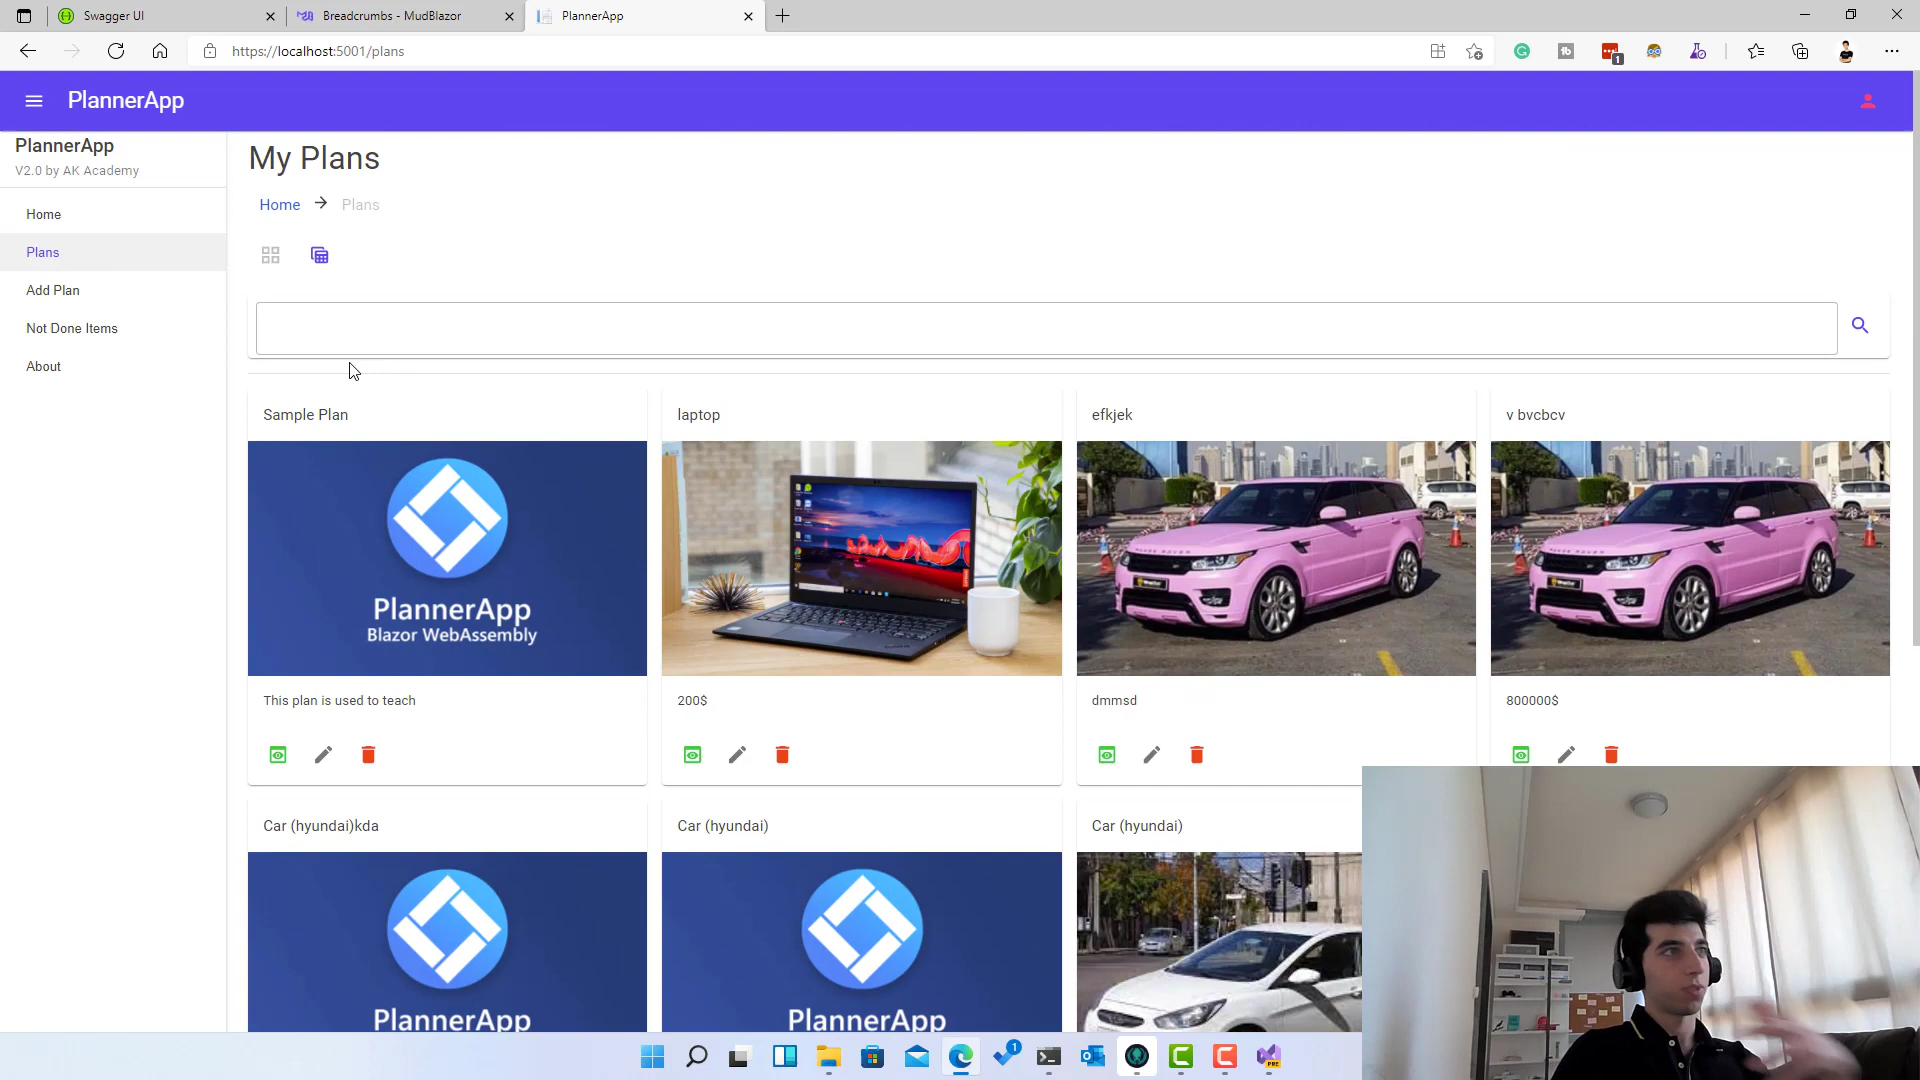 Swagger UI
Breadcrumbs - MudBlazor
PlannerApp
https://localhost:5001/plans
1
PlannerApp
PlannerApp
V2.0 by AK Academy
Home
Plans
Add Plan
Not Done Items
About
My Plans
Home
Plans
Sample Plan
laptop
efkjek
v bvcbcv
PlannerApp
Blazor WebAssembly
This plan is used to teach
200$
dmmsd
800000$
Car (hyundai)kda
Car (hyundai)
Car (hyundai)
PlannerApp
PlannerApp
1